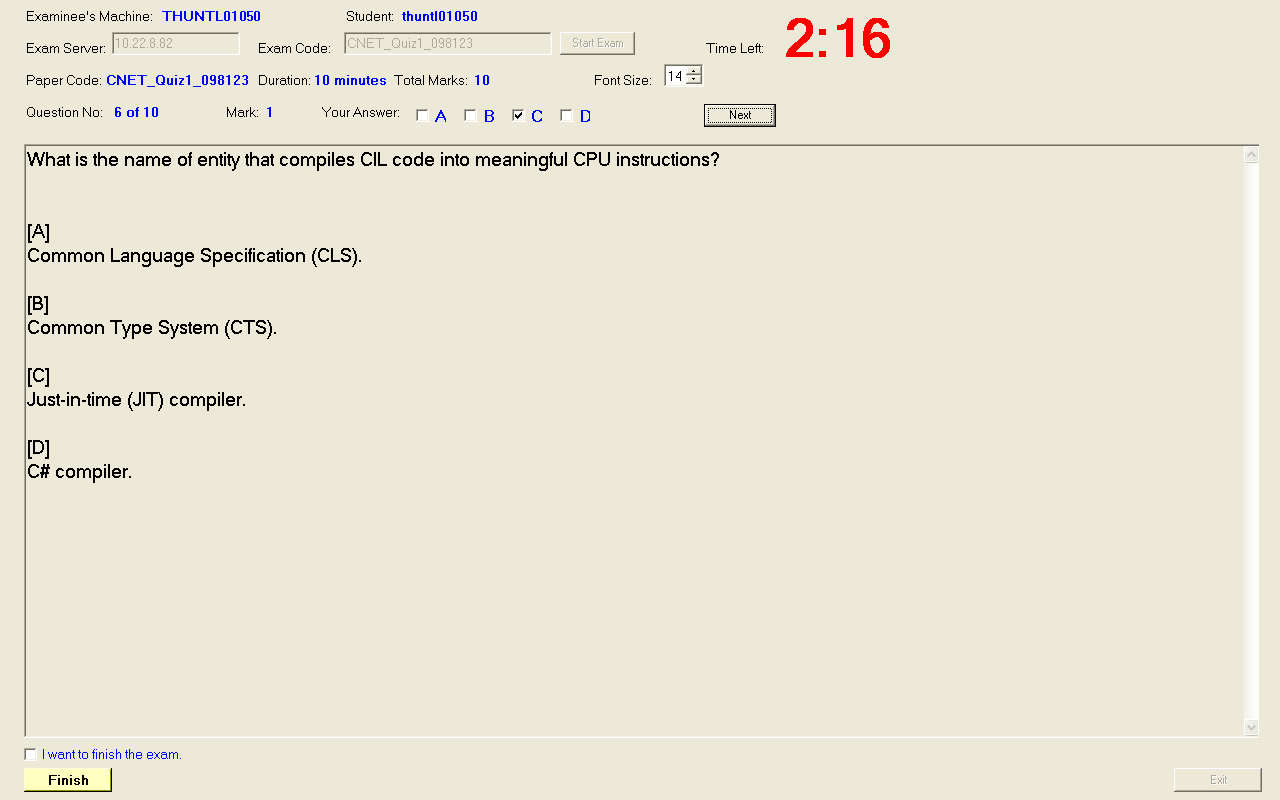 Examinee's Machine: THUNTL01050 Student: thuntl01050
Exam Server: 10.22.8.82 Exam Code: CNET_Quiz1_098123 Start Exam Time Left: 2:16
Paper Code: CNET_Quiz1_098123 Duration: 10 minutes Total Marks: 10 Font Size: 14
Question No: 6 of 10 Mark: 1 Your Answer: A B C D Next
What is the name of entity that compiles CIL code into meaningful CPU instructions?
[A]
Common Language Specification (CLS).
[B]
Common Type System (CTS).
[C]
Just-in-time (JIT) compiler.
[D]
C# compiler.
I want to finish the exam.
Finish Exit